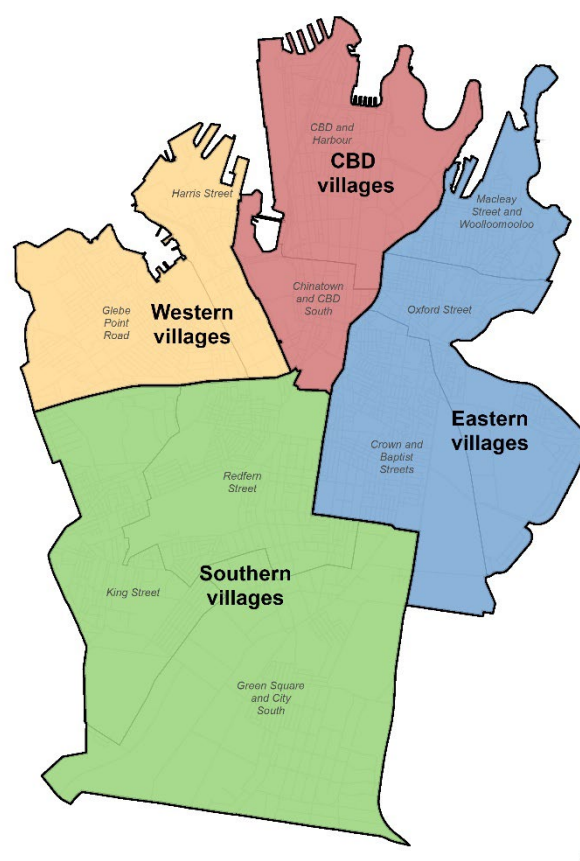 CBD and
Harbour
CBD
villages
Harris Street
Macleay
Street and
Woolloomooloo
Chinatown
and CBD
South
Oxford Street
Glebe
Point
Road
Western
villages
Eastern
villages
Crown and
Baptist
Streets
Redfern
Street
Southern
villages
King Street
Green Square
and City
South